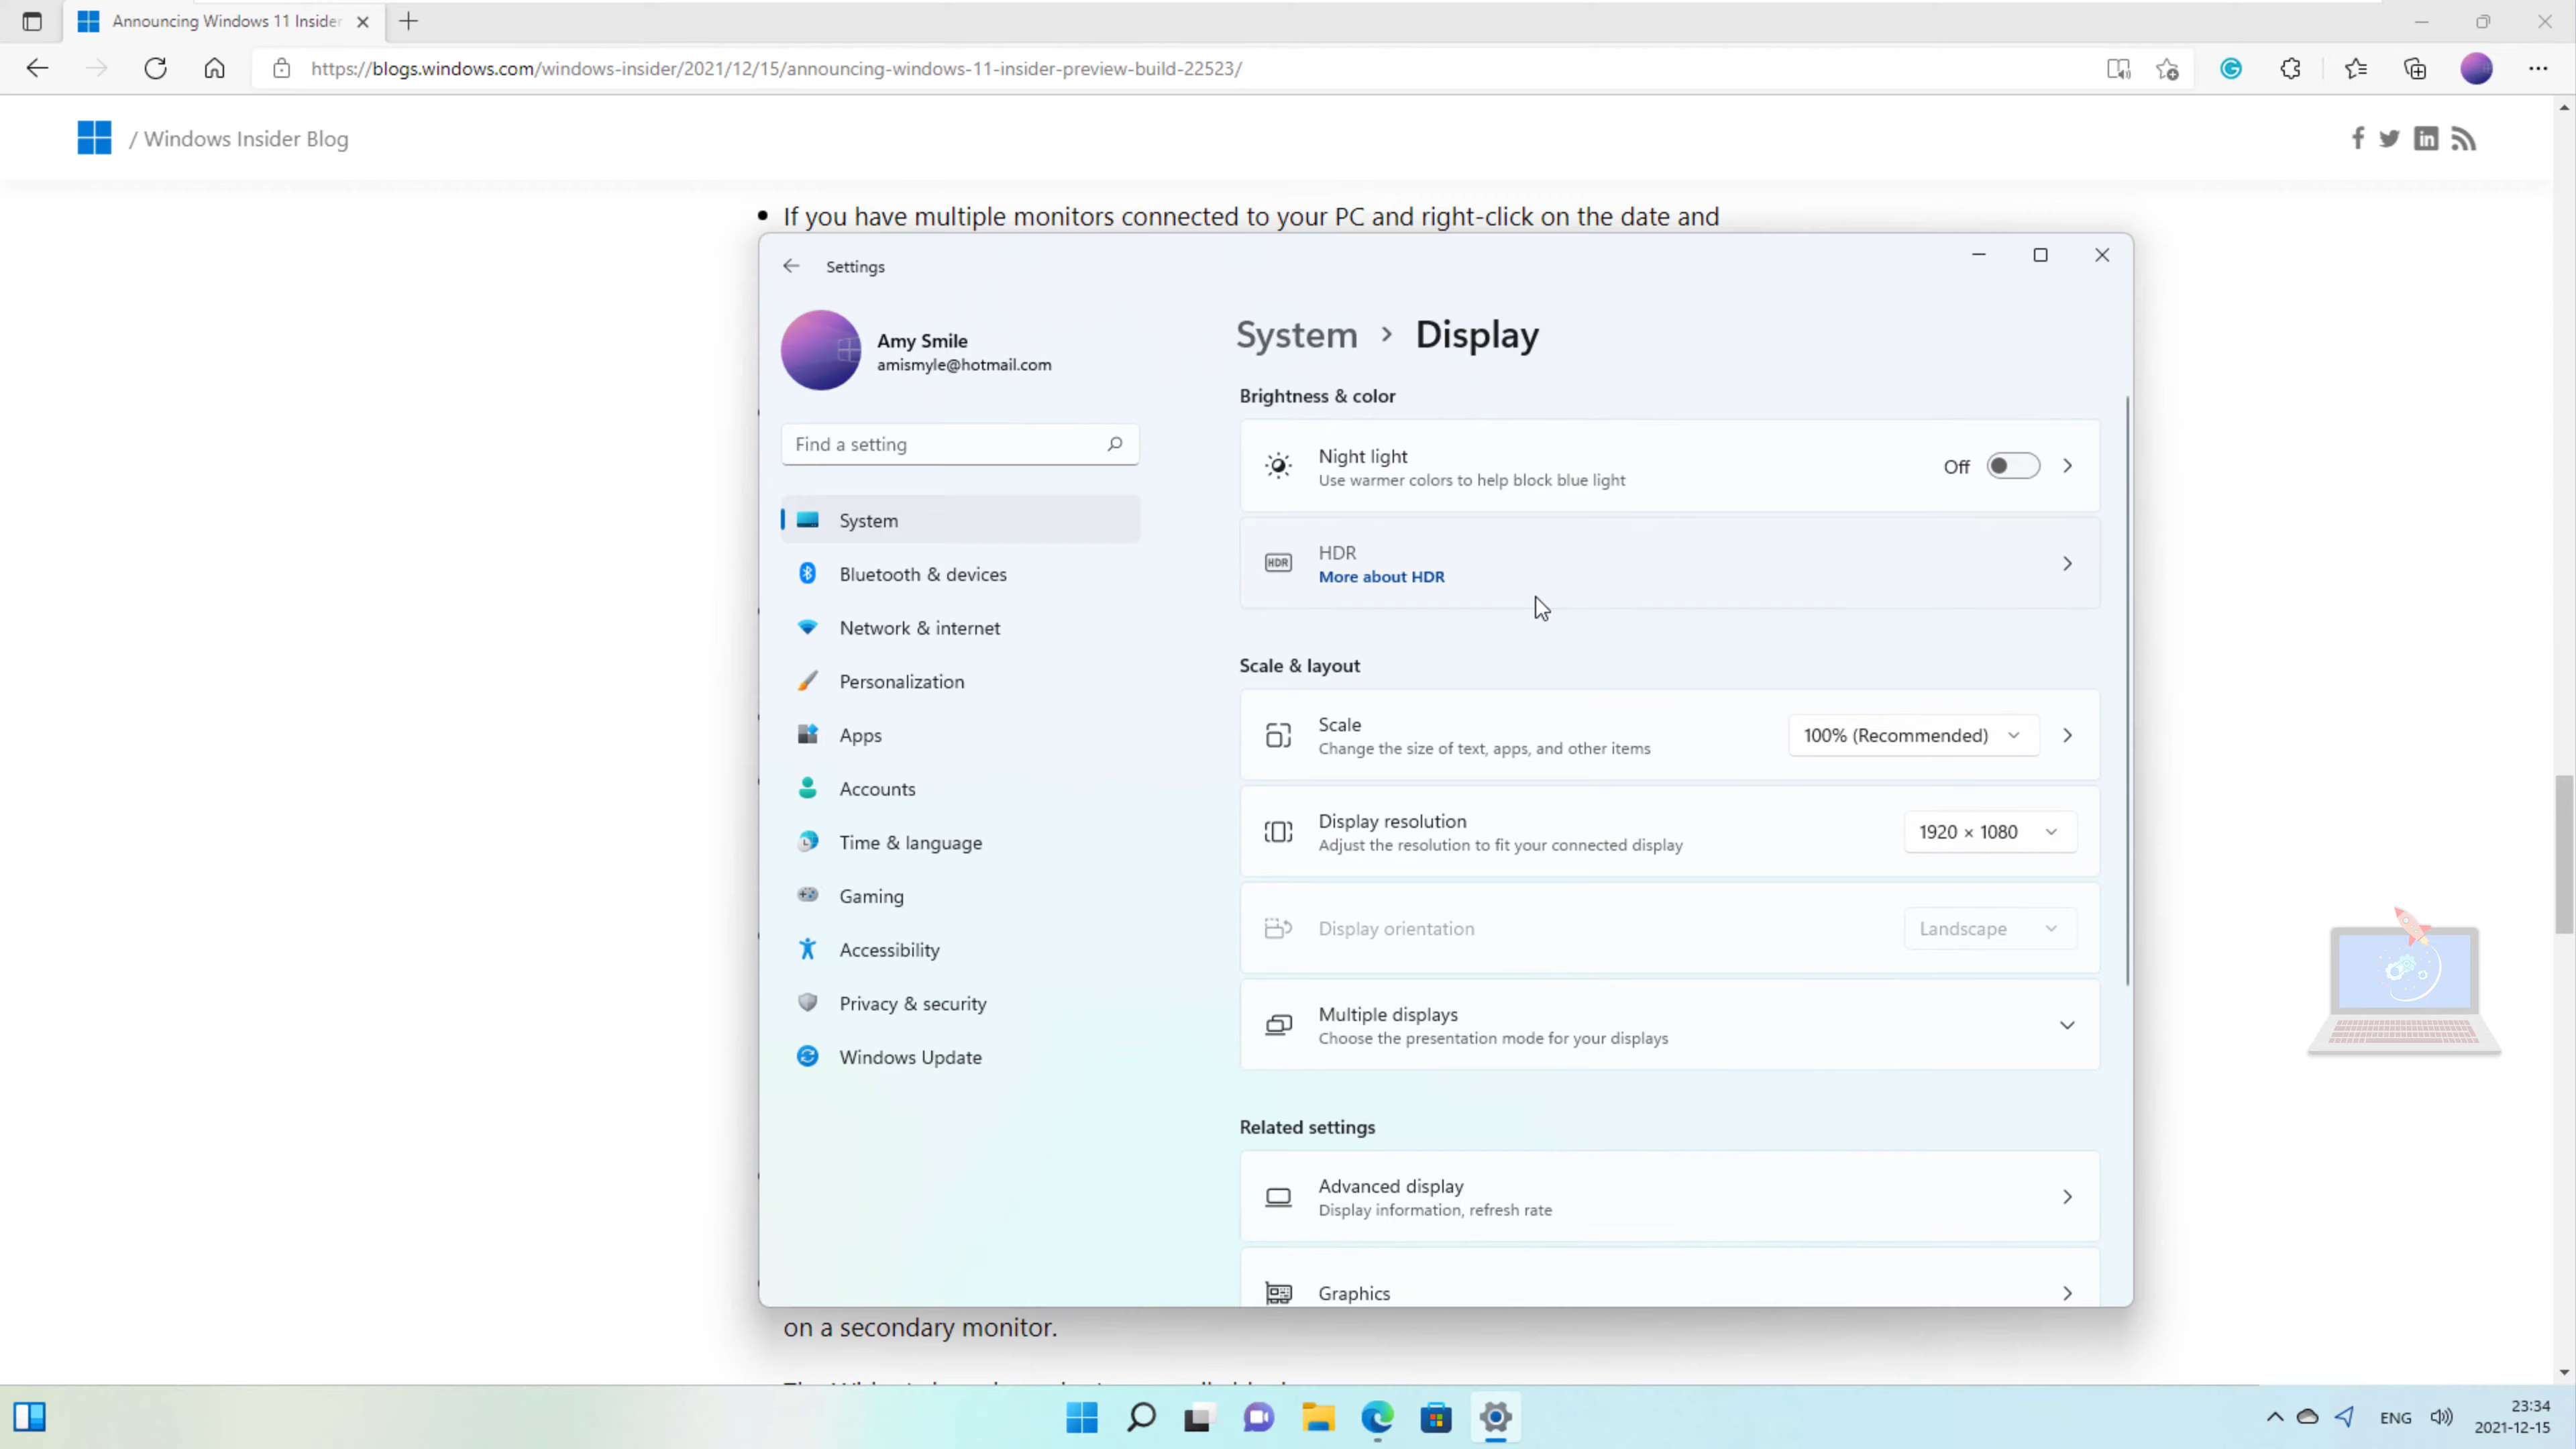 Announcing Windows 11 Insider
https://blogs.windows.com/windows-insider/2021/12/15/announcing-windows-11-insider-preview-build-22523/
/ Windows Insider Blog
If you have multiple monitors connected to your PC and right-click on the date and
Settings
Amy Smile
amismyle@hotmail.com
Find a setting
System
Bluetooth & devices
Network & internet
Personalization
Apps
Accounts
Time & language
Gaming
Accessibility
Privacy & security
Windows Update
System > Display
Brightness & color
Night light
Use warmer colors to help block blue light
Off
HDR
HDR
More about HDR
Scale & layout
Scale
Change the size of text, apps, and other items
100% (Recommended)
Display resolution
Adjust the resolution to fit your connected display
1920 × 1080
Display orientation
Landscape
Multiple displays
Choose the presentation mode for your displays
Related settings
Advanced display
Display information, refresh rate
Graphics
on a secondary monitor.
ENG
23:34
2021-12-15